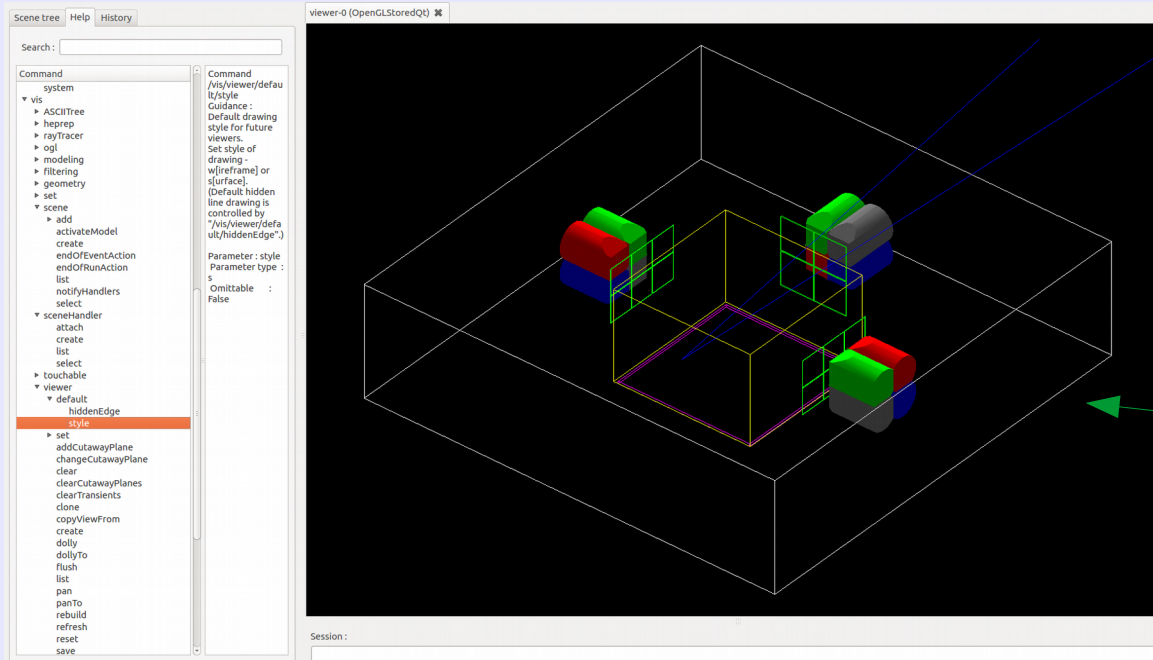 Scene tree Help History
Search :
Command
system
vis
ASCIITree
heprep
rayTracer
ogl
modeling
filtering
geometry
set
scene
add
activateModel
create
endOfEventAction
endOfRunAction
list
notifyHandlers
select
sceneHandler
attach
create
list
select
touchable
viewer
default
hiddenEdge
style
set
addCutawayPlane
changeCutawayPlane
clear
clearCutawayPlanes
clearTransients
clone
copyViewFrom
create
dolly
dollyTo
flush
list
pan
panTo
rebuild
refresh
reset
save
Command
/vis/viewer/defau
lt/style
Guidance :
Default drawing
style for future
viewers.
Set style of
drawing -
w[ireframe] or
s[urface].
(Default hidden
line drawing is
controlled by
"/vis/viewer/defa
ult/hiddenEdge".)
Parameter : style
Parameter type :
s
Omittable :
False
viewer-0 (OpenGLStoredQt)
Session :